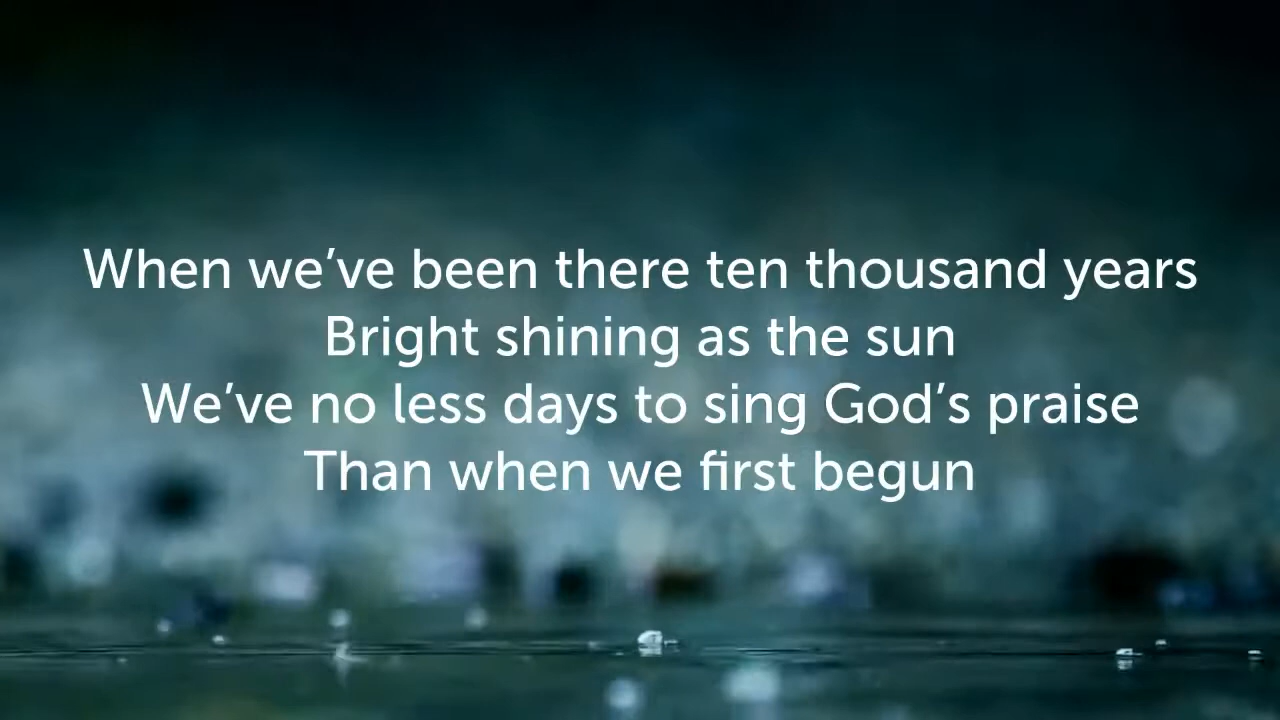 When we’ve been there ten thousand years
Bright shining as the sun
We’ve no less days to sing God’s praise
Than when we first begun